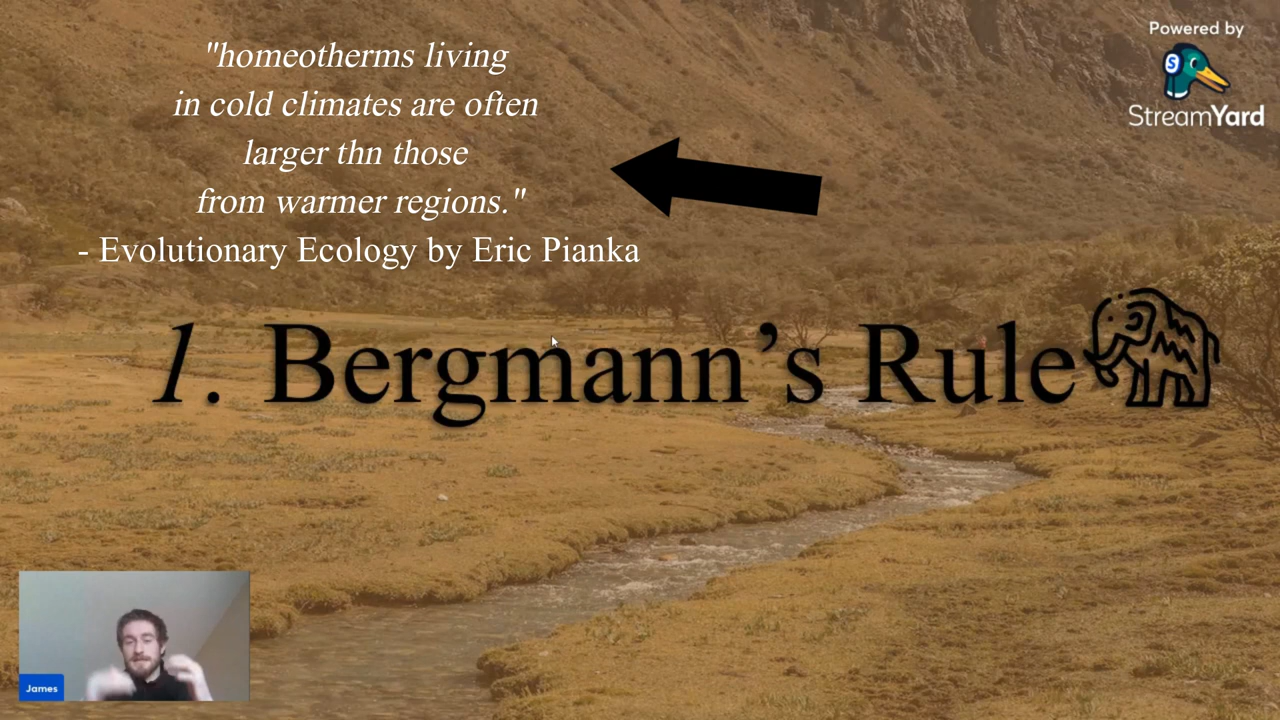 "homeotherms living
in cold climates are often
larger thn those
from warmer regions."
- Evolutionary Ecology by Eric Pianka
Powered by
S
StreamYard
1. Bergmann’s Rule
James